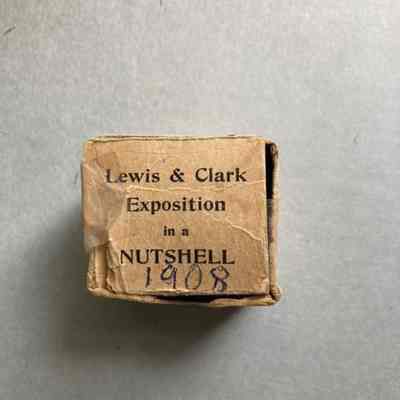 Lewis & Clark
Exposition
in a
NUTSHELL
1908